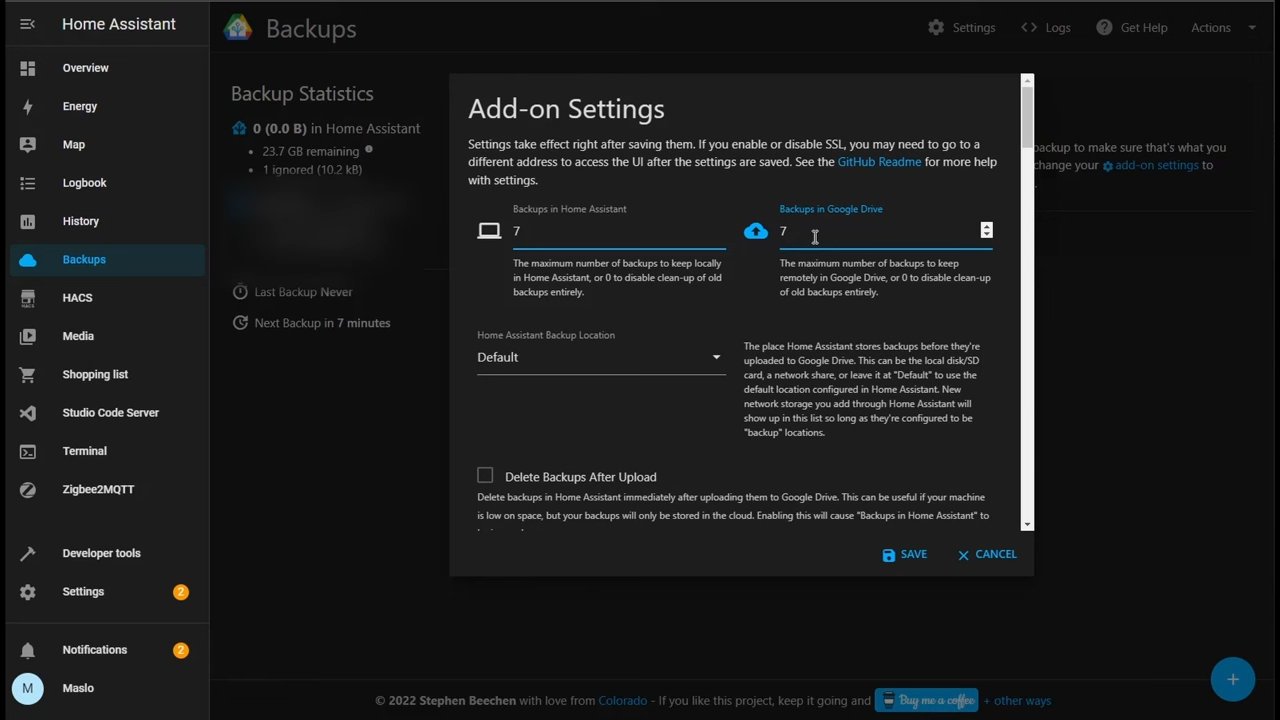 Home Assistant
Overview
Energy
Map
Logbook
History
Backups
HACS
HACS
Media
Shopping list
Studio Code Server
Terminal
Zigbee2MQTT
Developer tools
Settings 2
Notifications 2
M Maslo
Backups
Settings
Logs
Get Help
Actions
Backup Statistics
0 (0.0 B) in Home Assistant
23.7 GB remaining
1 ignored (10.2 kB)
Last Backup Never
Next Backup in 7 minutes
backup to make sure that's what you
change your add-on settings to
Add-on Settings
Settings take effect right after saving them. If you enable or disable SSL, you may need to go to a
different address to access the UI after the settings are saved. See the GitHub Readme for more help
with settings.
Backups in Home Assistant
7
The maximum number of backups to keep locally
in Home Assistant, or 0 to disable clean-up of old
backups entirely.
Backups in Google Drive
7
The maximum number of backups to keep
remotely in Google Drive, or 0 to disable clean-up
of old backups entirely.
Home Assistant Backup Location
Default
The place Home Assistant stores backups before they're
uploaded to Google Drive. This can be the local disk/SD
card, a network share, or leave it at "Default" to use the
default location configured in Home Assistant. New
network storage you add through Home Assistant will
show up in this list so long as they're configured to be
"backup" locations.
Delete Backups After Upload
Delete backups in Home Assistant immediately after uploading them to Google Drive. This can be useful if your machine
is low on space, but your backups will only be stored in the cloud. Enabling this will cause "Backups in Home Assistant" to
SAVE
CANCEL
© 2022 Stephen Beechen with love from Colorado - If you like this project, keep it going and Buy me a coffee + other ways